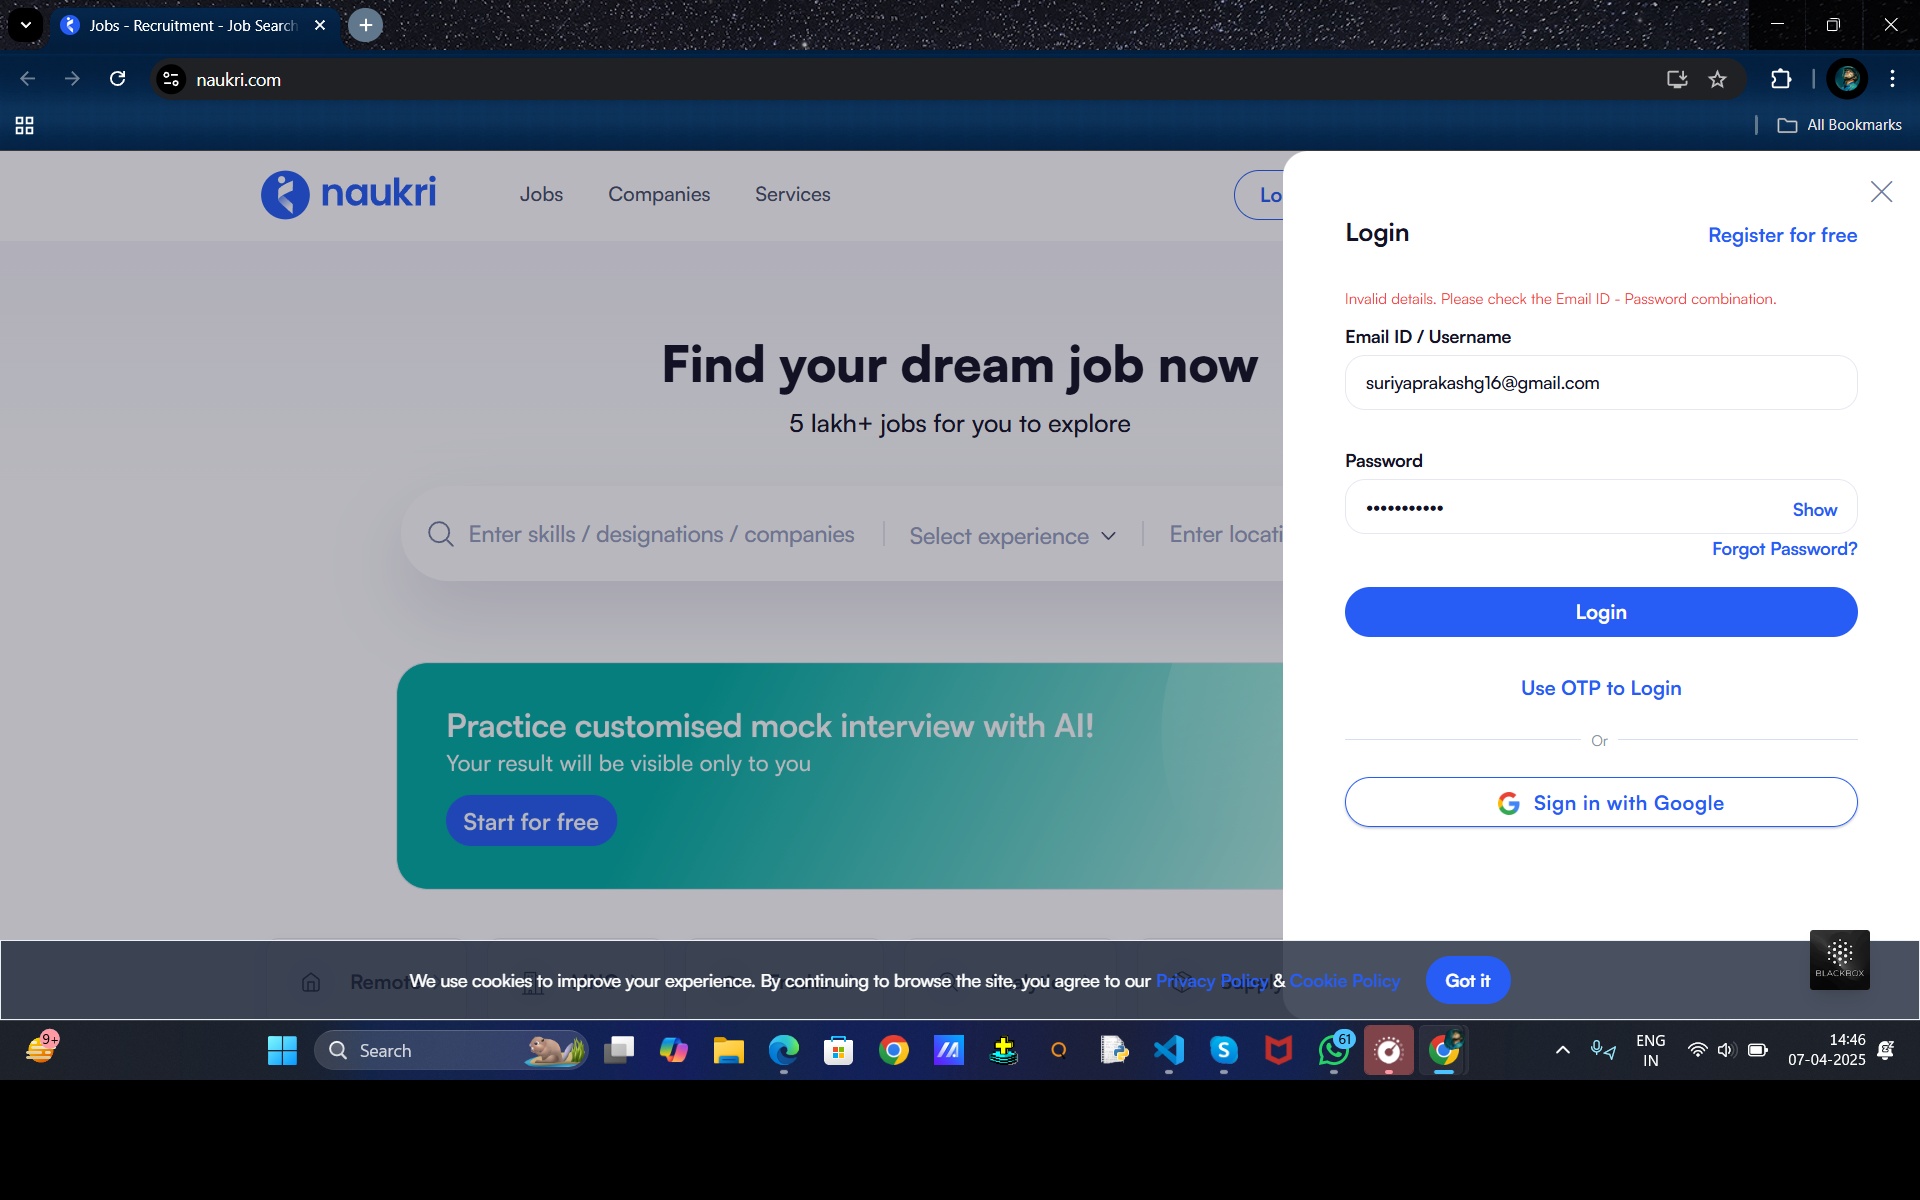 Jobs - Recruitment - Job Search
naukri.com
All Bookmarks
naukri
Jobs
Companies
Services
Lo
Find your dream job now
5 lakh+ jobs for you to explore
Enter skills / designations / companies
Select experience
Enter locati
Practice customised mock interview with AI!
Your result will be visible only to you
Start for free
Login
Register for free
Invalid details. Please check the Email ID - Password combination.
Email ID / Username
suriyaprakashg16@gmail.com
Password
•••••••••••
Show
Forgot Password?
Login
Use OTP to Login
Or
Sign in with Google
BLACKBOX
We use cookies to improve your experience. By continuing to browse the site, you agree to our Privacy Policy & Cookie Policy
Got it
9+
Search
61
ENG
IN
14:46
07-04-2025